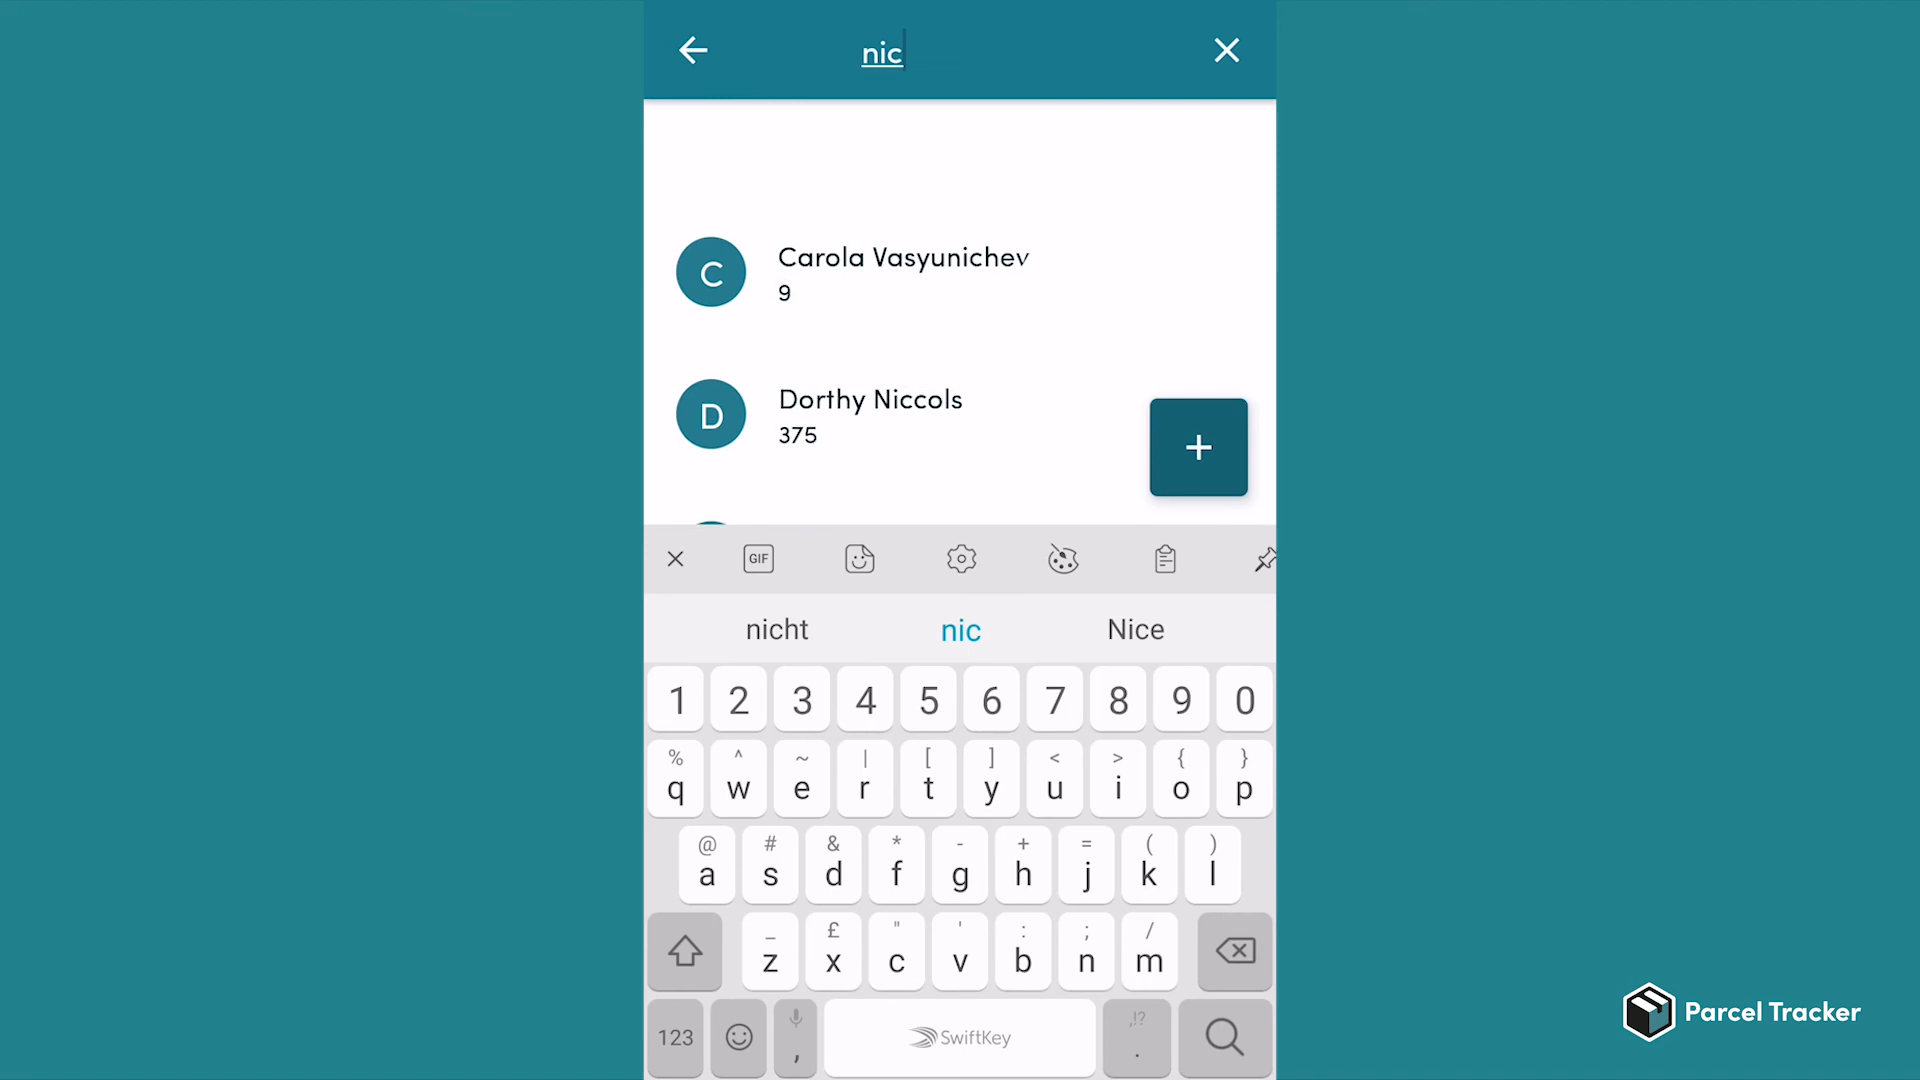 nic
C
Carola Vasyunichev
9
D
Dorthy Niccols
375
+
GIF
nicht nic Nice
1 2 3 4 5 6 7 8 9 0
% ^ ~ | [ ] < > { }
q w e r t y u i o p
@ # & * - + = ( )
a s d f g h j k l
_ £ " ' : ; /
z x c v b n m
,!?
123 , SwiftKey .
Parcel Tracker